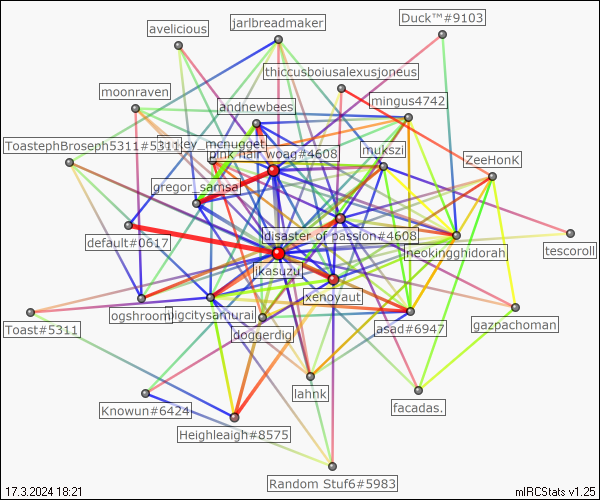 Duck™#9103
avelicious
jarlbreadmaker
thiccusboiusalexusjoneus
moonraven
mingus4742
andnewbees
ToastephBroseph5311#5311
key_mcnugget
pink hair woag#4608
mukszi
ZeeHonK
gregor_samsa
default#0617
disaster of passion#4608
neokingghidorah
tescoroll
ikasuzu
xenoyaut
Toast#5311
ogshroom
bigcitysamurai
doggerdig
asad#6947
gazpachoman
lahnk
facadas.
Knowun#6424
Heighleigh#8575
Random Stuf6#5983
17.3.2024 18:21
mIRCStats v1.25